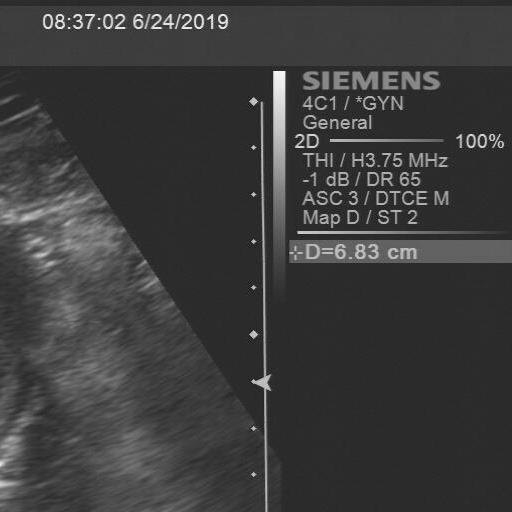 08:37:02 6/24/2019
SIEMENS
4C1 / *GYN
General
2D 100%
THI / H3.75 MHz
-1 dB / DR 65
ASC 3 / DTCE M
Map D / ST 2
D=6.83 cm